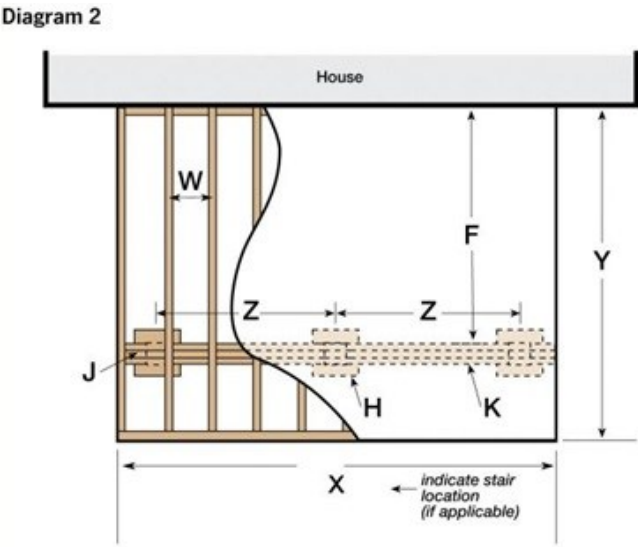 Diagram 2
House
W
F
Y
Z
Z
J
H
K
X
indicate stair
location
(if applicable)